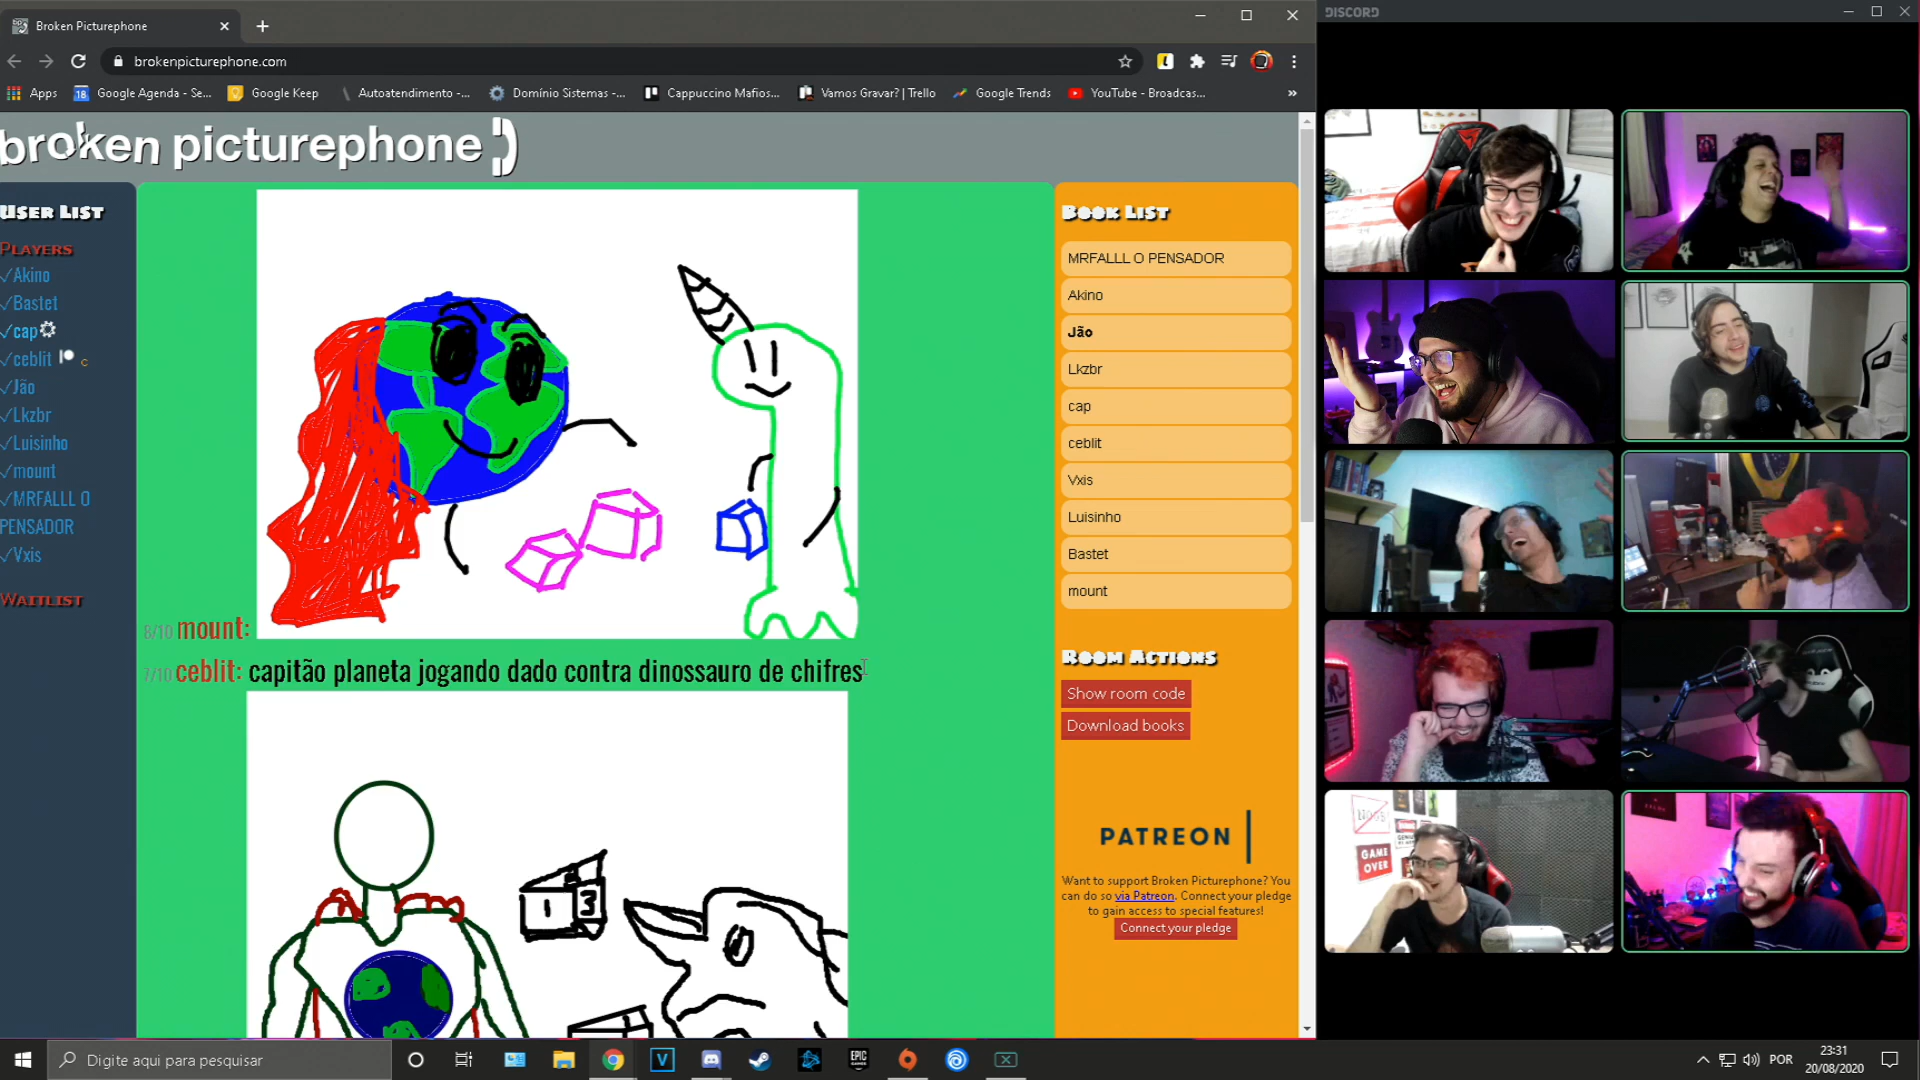 Broken Picturephone
brokenpicturephone.com
Apps
18
Google Agenda - Se...
Google Keep
Autoatendimento -...
Domínio Sistemas -...
Cappuccino Mafios...
Vamos Gravar? | Trello
Google Trends
YouTube - Broadcas...
»
broken picturephone ;)
User List
Players
✓Akino
✓Bastet
✓cap
✓ceblit
✓Jão
✓Lkzbr
✓Luisinho
✓mount
✓MRFALLL O
PENSADOR
✓Vxis
Waitlist
8/10 mount:
7/10 ceblit: capitão planeta jogando dado contra dinossauro de chifres
1 3
Book List
MRFALLL O PENSADOR
Akino
Jão
Lkzbr
cap
ceblit
Vxis
Luisinho
Bastet
mount
Room Actions
Show room code
Download books
PATREON
Want to support Broken Picturephone? You
can do so via Patreon. Connect your pledge
to gain access to special features!
Connect your pledge
DISCORD
GAME
OVER
Digite aqui para pesquisar
V
EPIC
GAMES
POR
23:31
20/08/2020